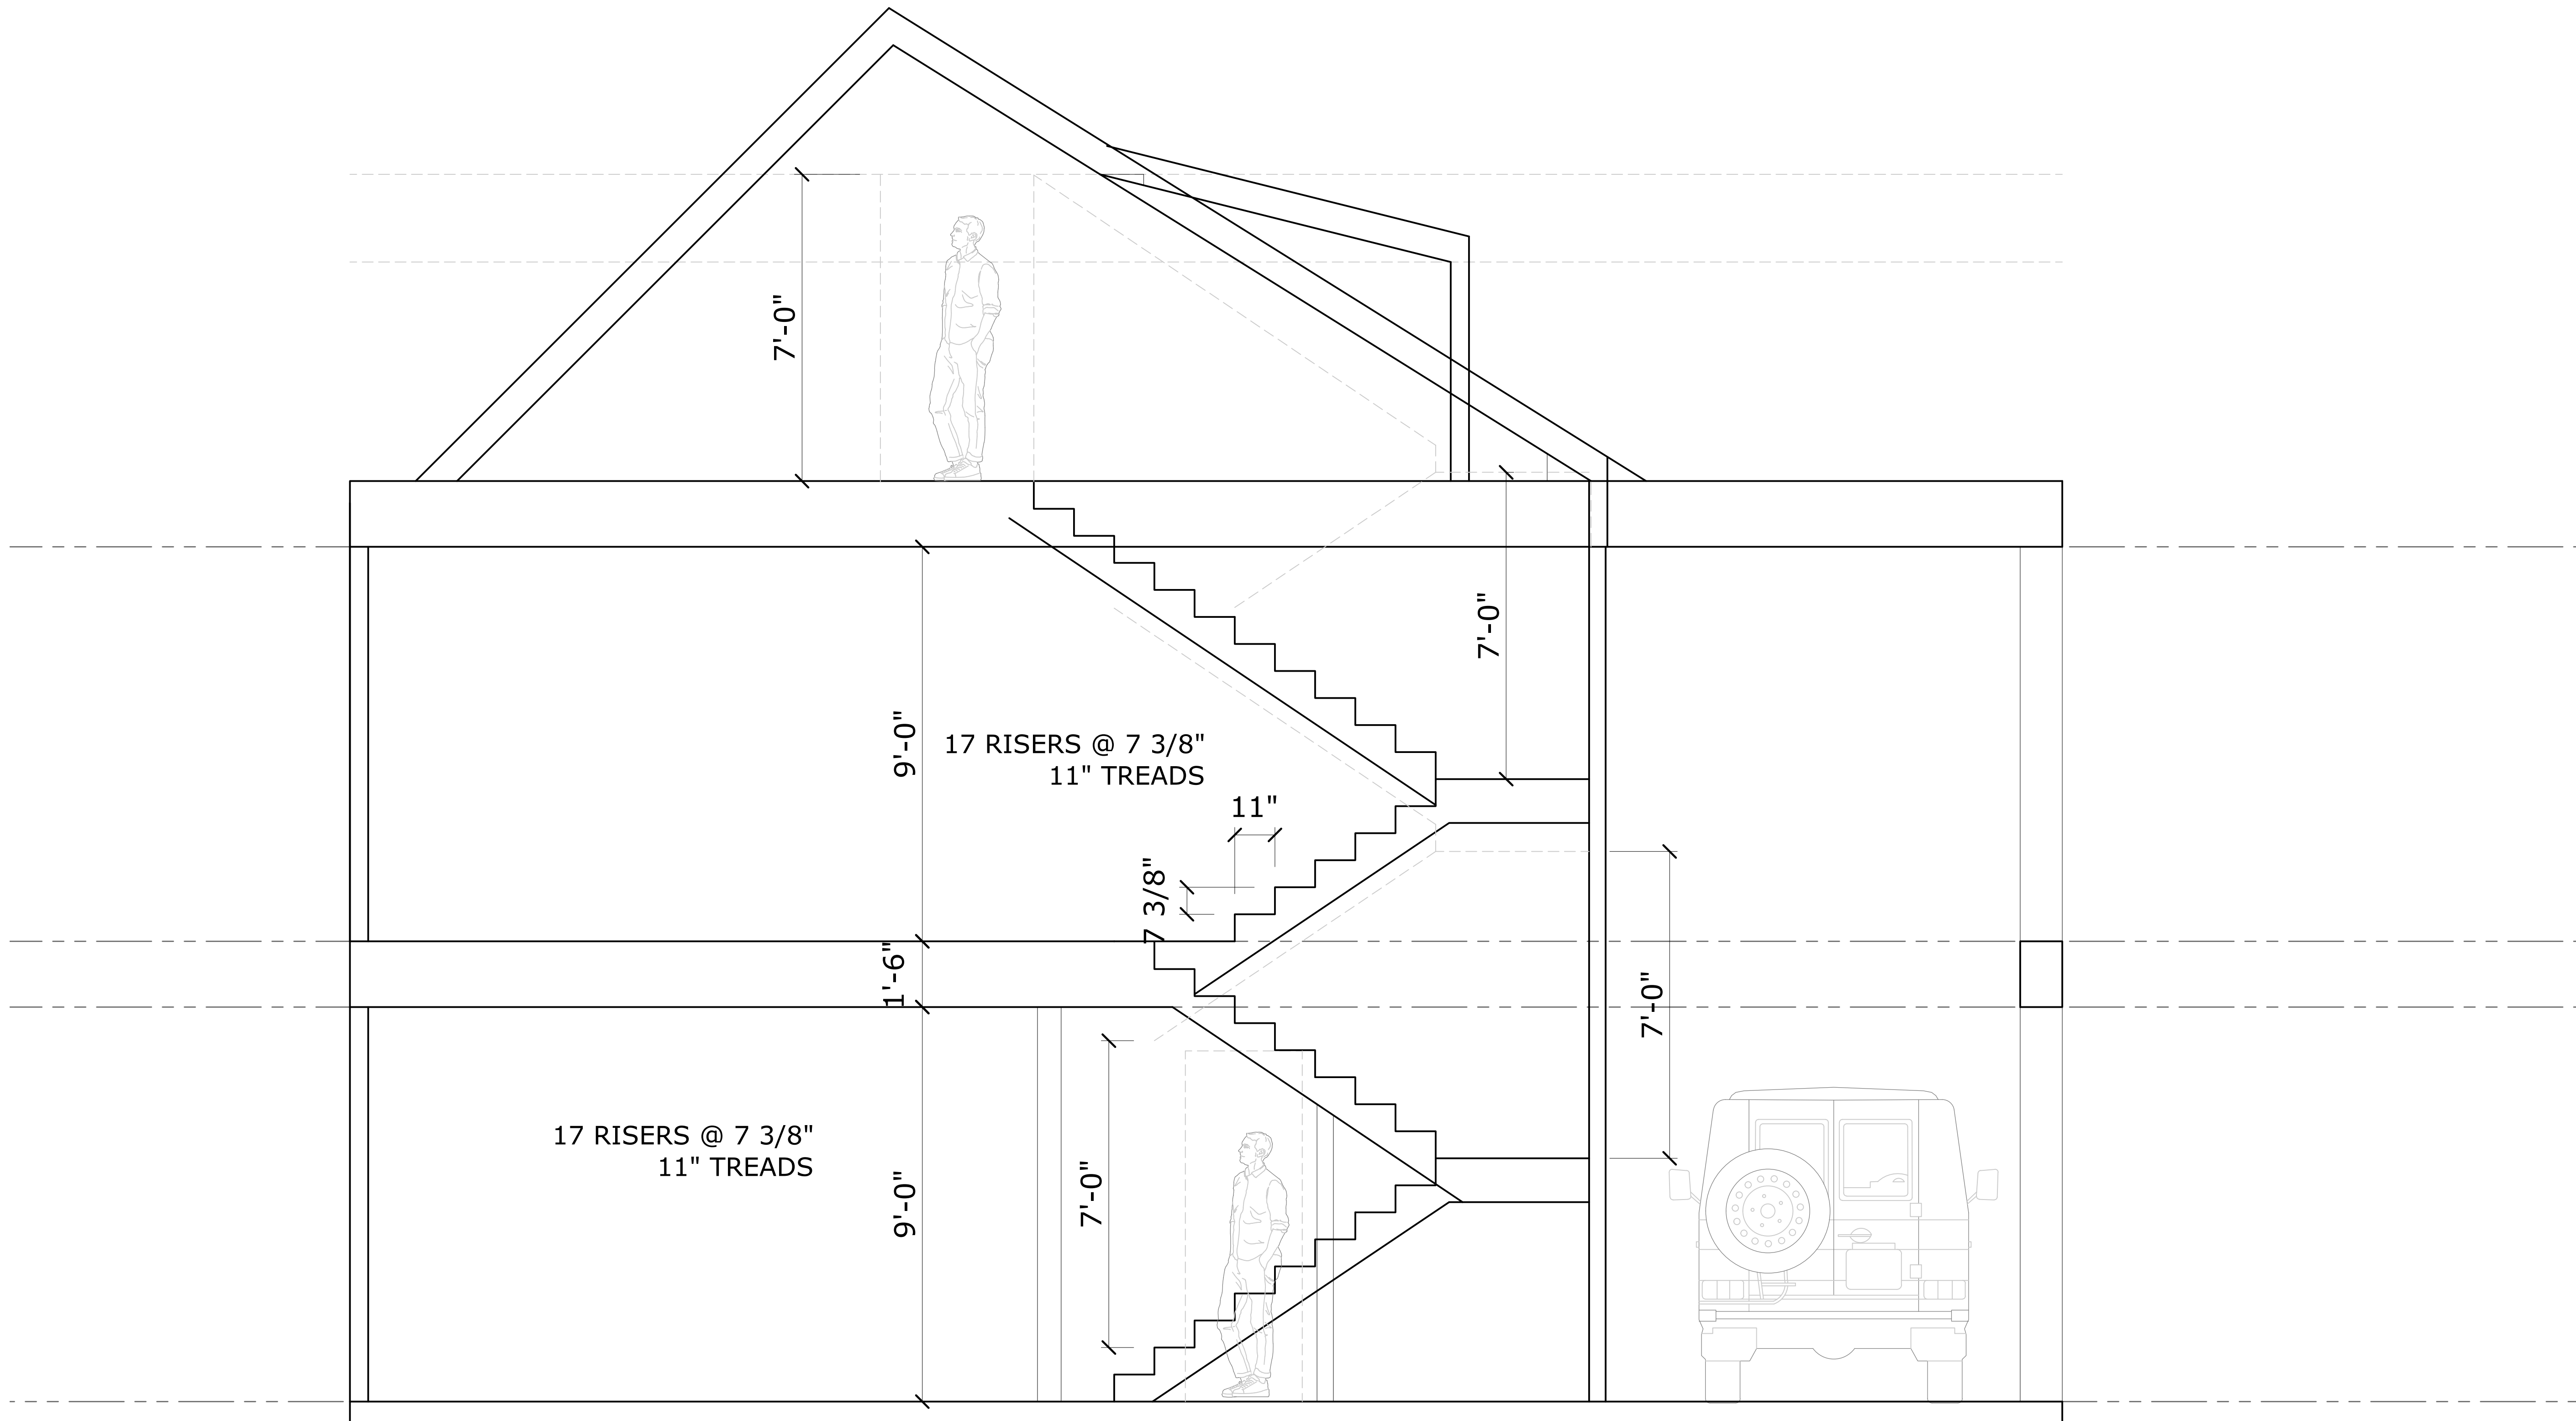 7'-0"
7'-0"
9'-0"
17 RISERS @ 7 3/8"
11" TREADS
11"
7 3/8"
1'-6"
7'-0"
17 RISERS @ 7 3/8"
11" TREADS
7'-0"
9'-0"